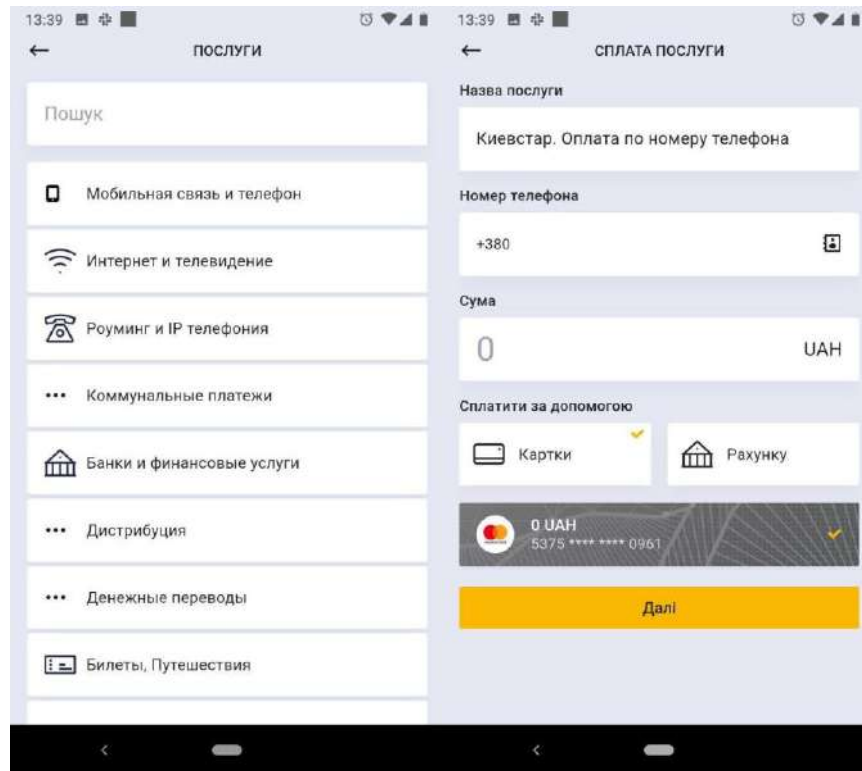 13:39
ПОСЛУГИ
Пошук
Мобильная связь и телефон
Интернет и телевидение
Роуминг и IP телефония
Коммунальные платежи
Банки и финансовые услуги
Дистрибуция
Денежные переводы
Билеты, Путешествия
13:39
СПЛАТА ПОСЛУГИ
Назва послуги
Киевстар. Оплата по номеру телефона
Номер телефона
+380
Сума
0 UAH
Сплатити за допомогою
Картки Рахунку
0 UAH
5375 **** **** 0961
Далі